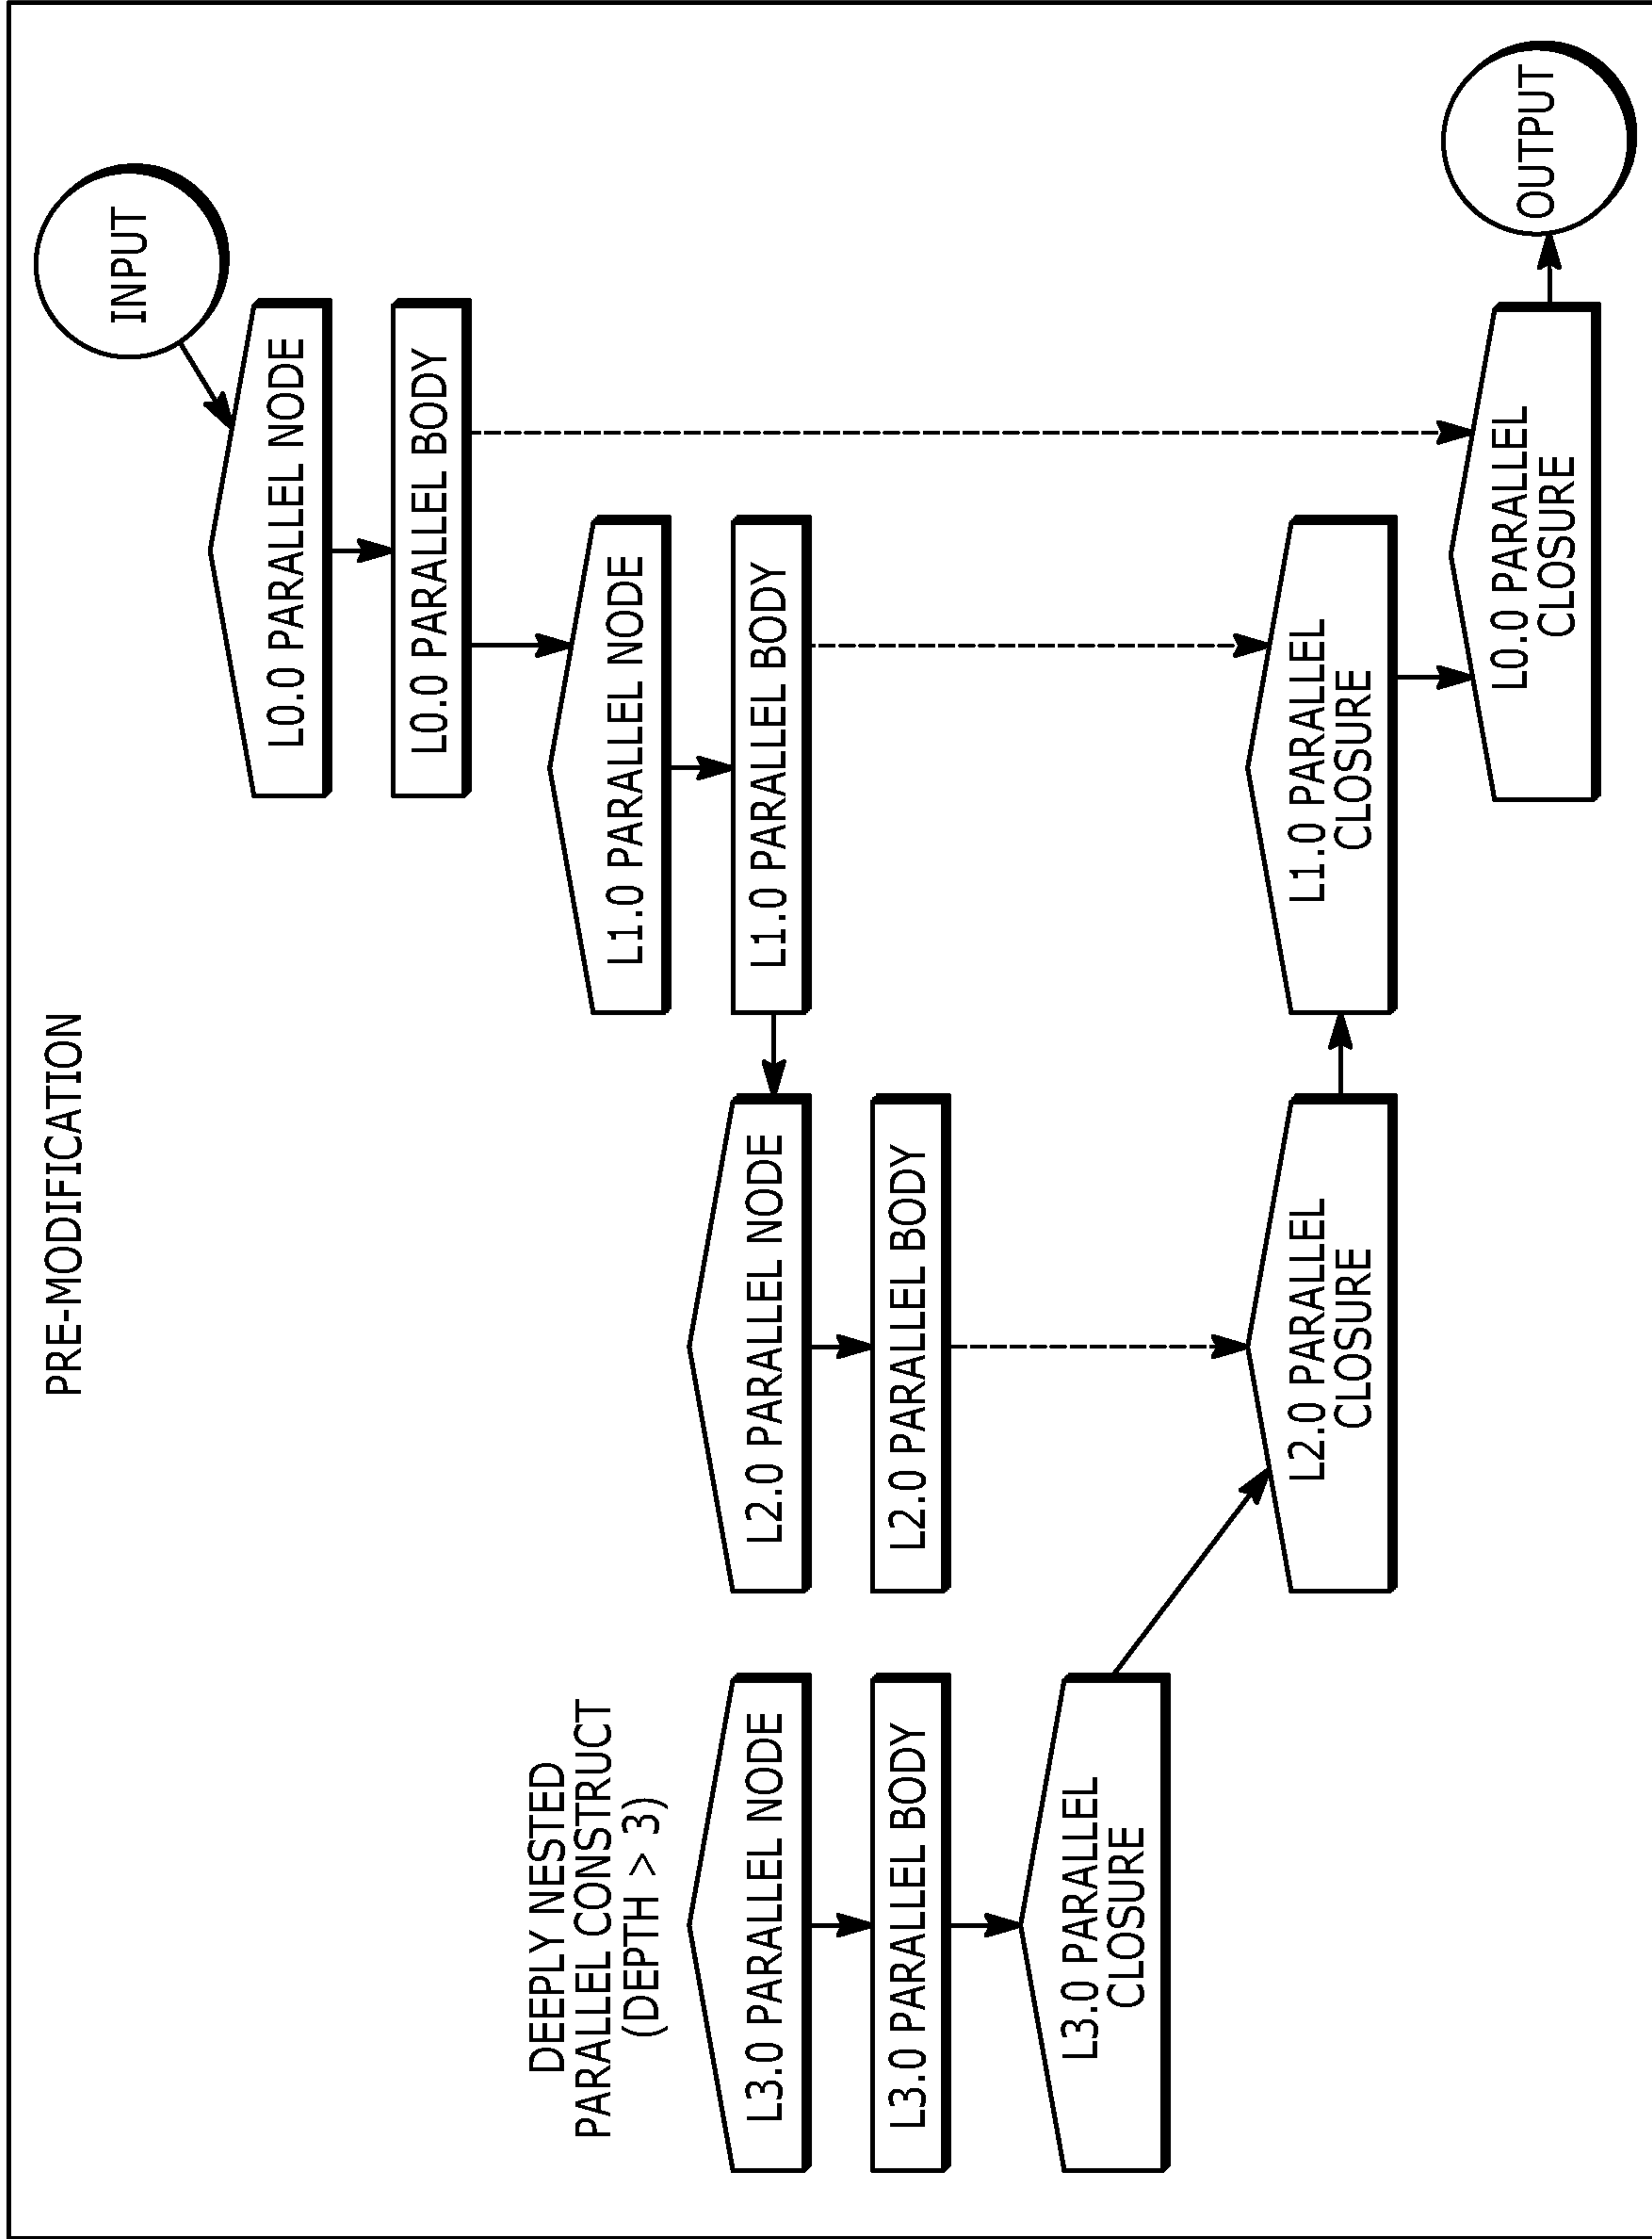 PRE-MODIFICATION
INPUT
L0.0 PARALLEL NODE
L0.0 PARALLEL BODY
L1.0 PARALLEL NODE
L1.0 PARALLEL BODY
L2.0 PARALLEL NODE
L2.0 PARALLEL BODY
DEEPLY NESTED
PARALLEL CONSTRUCT
(DEPTH > 3)
L3.0 PARALLEL NODE
L3.0 PARALLEL BODY
L3.0 PARALLEL
CLOSURE
L2.0 PARALLEL
CLOSURE
L1.0 PARALLEL
CLOSURE
L0.0 PARALLEL
CLOSURE
OUTPUT